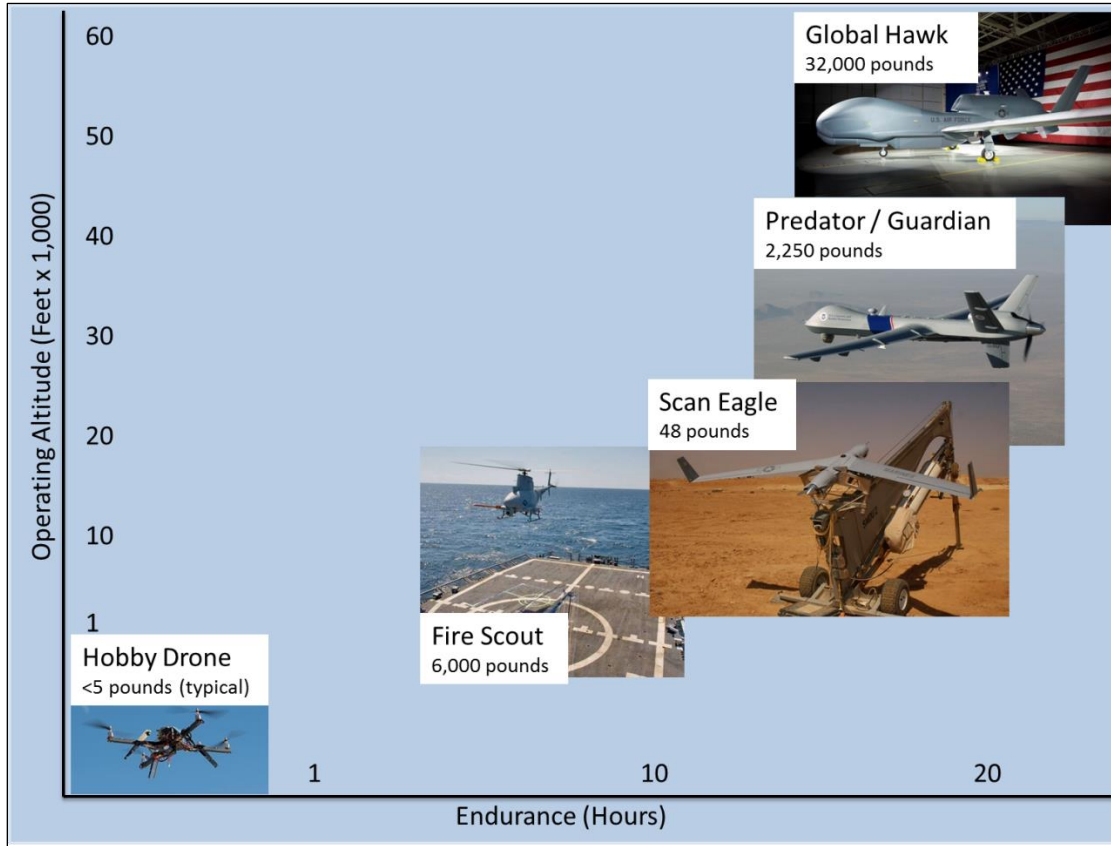 Operating Altitude (Feet x 1,000)
60
50
40
30
20
10
1
Global Hawk
32,000 pounds
U.S. AIR FORCE
Predator / Guardian
2,250 pounds
Scan Eagle
48 pounds
Fire Scout
6,000 pounds
Hobby Drone
<5 pounds (typical)
1
10
20
Endurance (Hours)